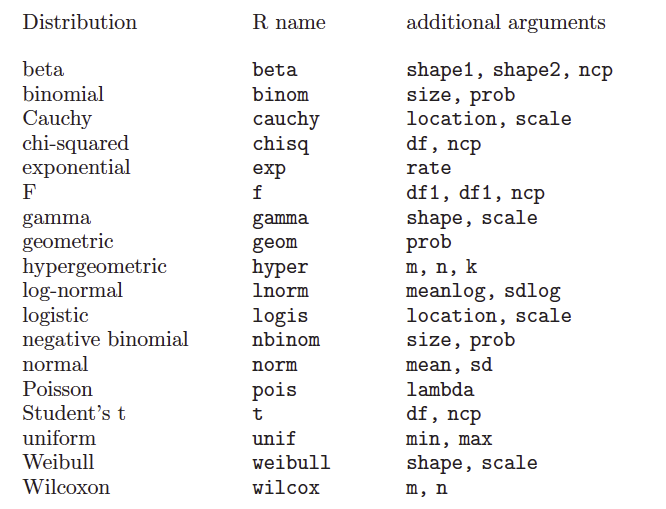 Distribution R name additional arguments
beta beta shape1, shape2, ncp
binomial binom size, prob
Cauchy cauchy location, scale
chi-squared chisq df, ncp
exponential exp rate
F f df1, df1, ncp
gamma gamma shape, scale
geometric geom prob
hypergeometric hyper m, n, k
log-normal lnorm meanlog, sdlog
logistic logis location, scale
negative binomial nbinom size, prob
normal norm mean, sd
Poisson pois lambda
Student's t t df, ncp
uniform unif min, max
Weibull weibull shape, scale
Wilcoxon wilcox m, n